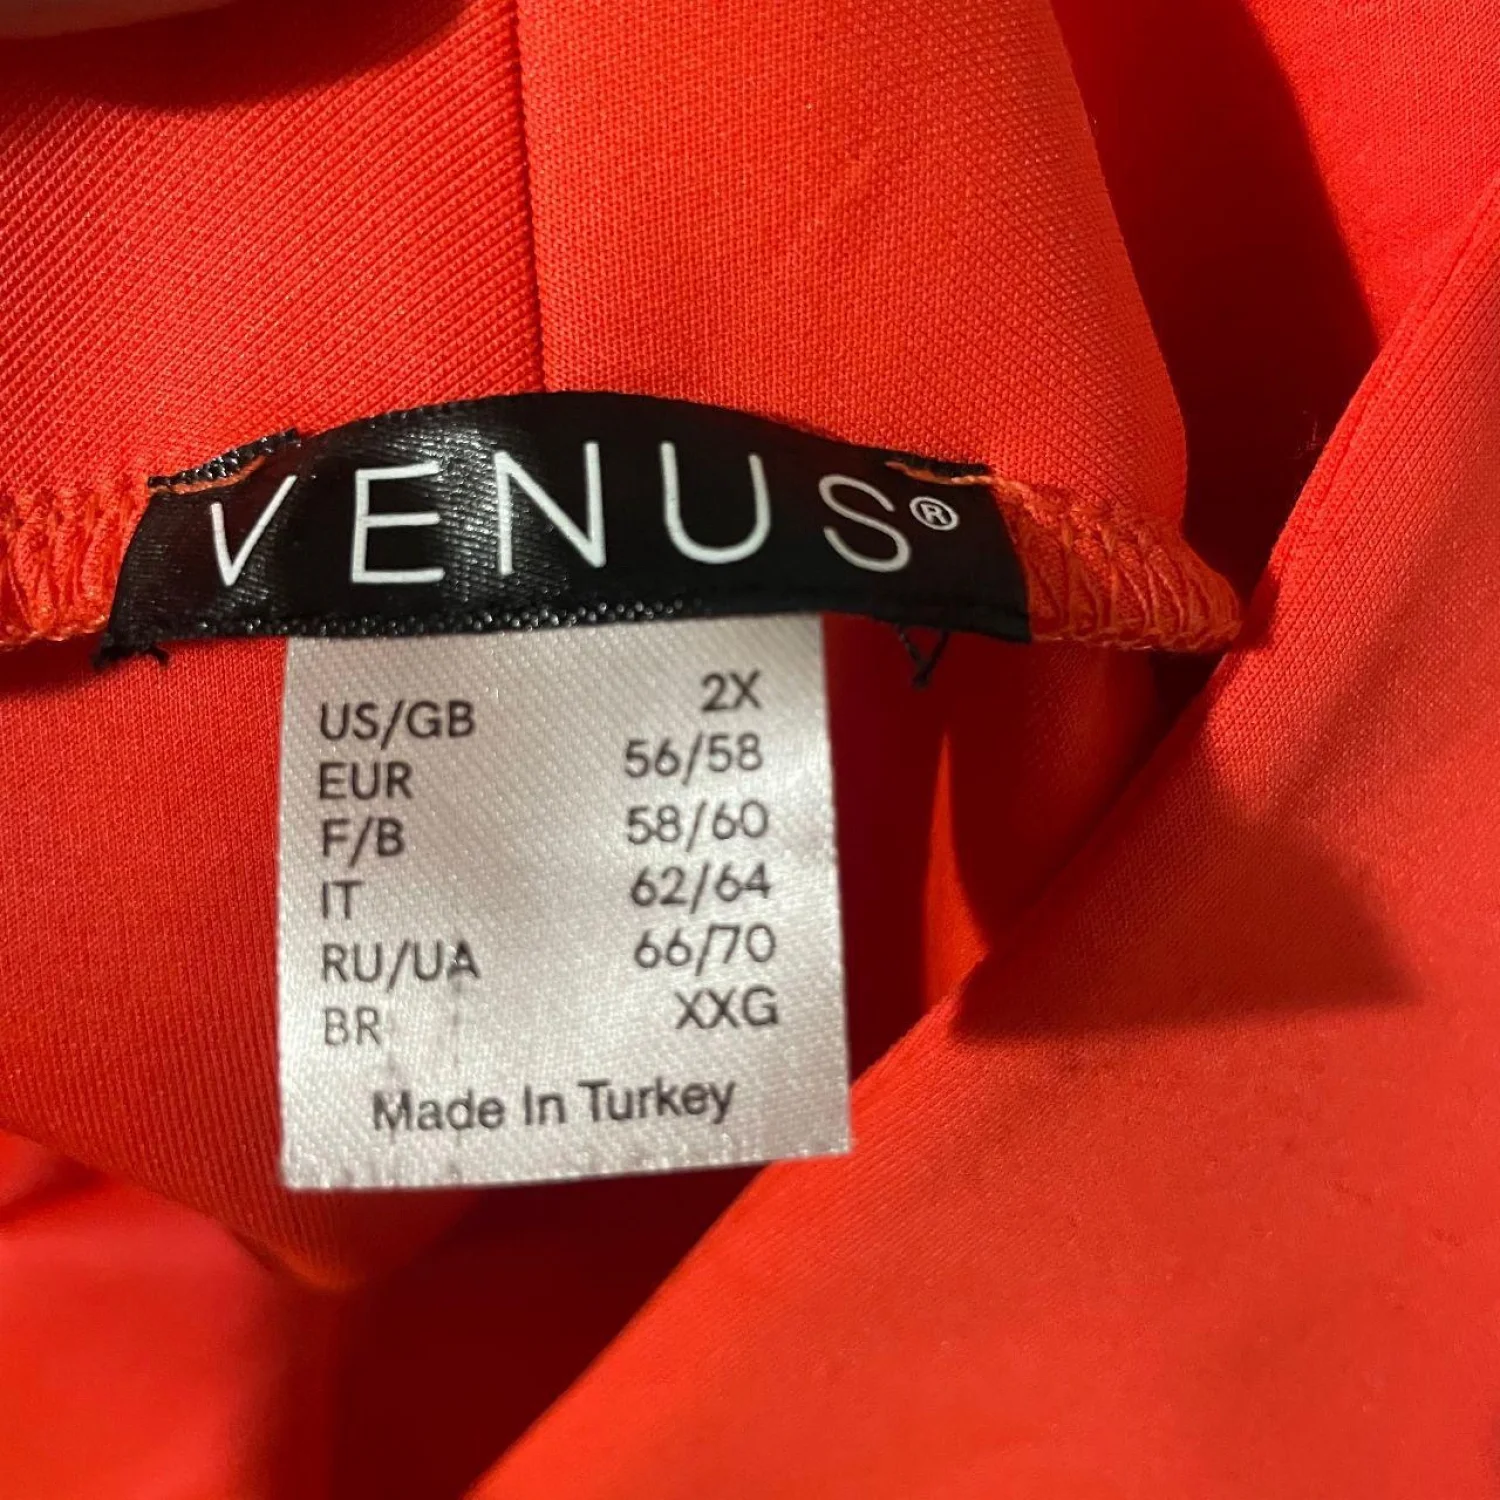 VENUS®
US/GB 2X
EUR 56/58
F/B 58/60
IT 62/64
RU/UA 66/70
BR XXG
Made In Turkey